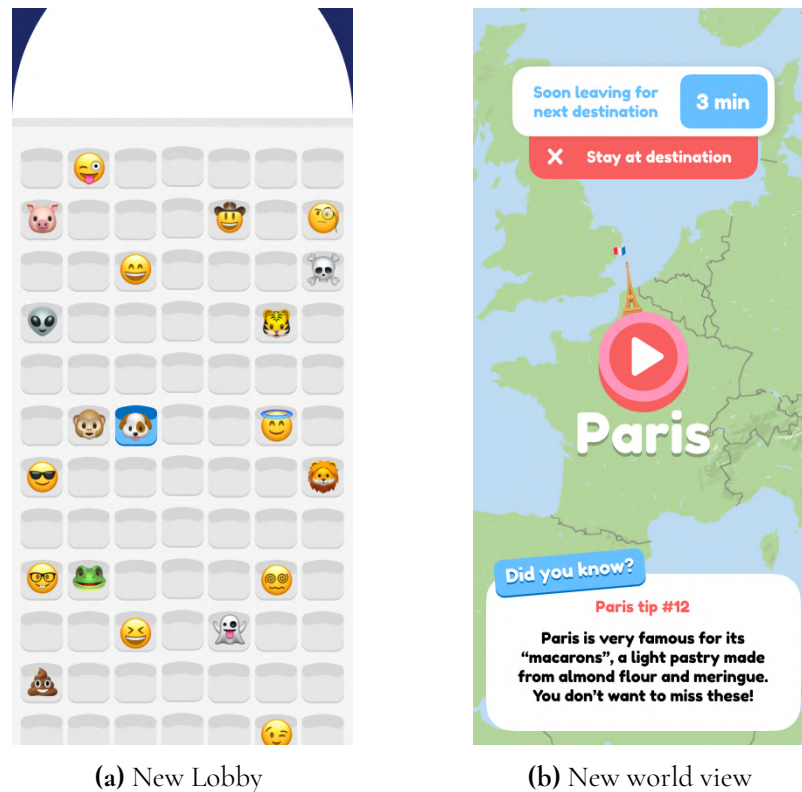 Soon leaving for
next destination
3 min
Stay at destination
Paris
Did you know?
Paris tip #12
Paris is very famous for its
“macarons”, a light pastry made
from almond flour and meringue.
You don’t want to miss these!
(a) New Lobby
(b) New world view